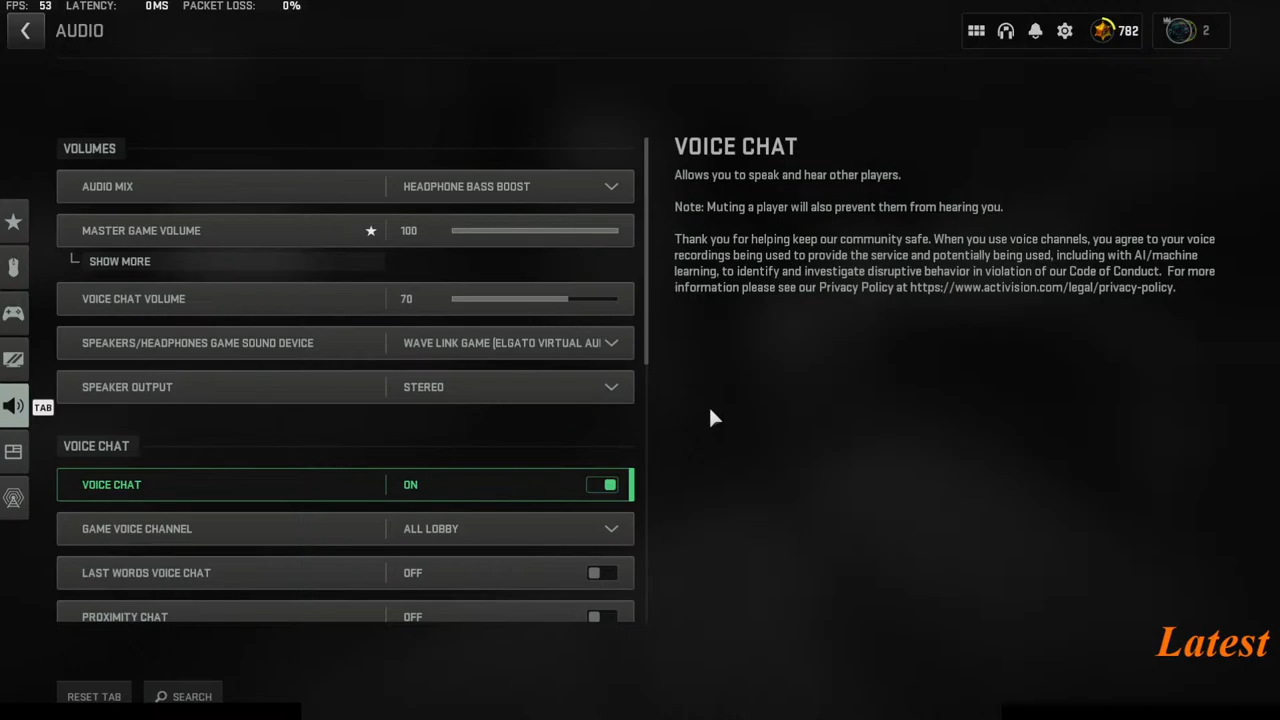 FPS: 53 LATENCY: 0MS PACKET LOSS: 0%
AUDIO
782
2
VOLUMES
AUDIO MIX HEADPHONE BASS BOOST
MASTER GAME VOLUME 100
SHOW MORE
VOICE CHAT VOLUME 70
SPEAKERS/HEADPHONES GAME SOUND DEVICE WAVE LINK GAME (ELGATO VIRTUAL AU
SPEAKER OUTPUT STEREO
TAB
VOICE CHAT
VOICE CHAT ON
GAME VOICE CHANNEL ALL LOBBY
LAST WORDS VOICE CHAT OFF
PROXIMITY CHAT OFF
RESET TAB SEARCH
VOICE CHAT
Allows you to speak and hear other players.
Note: Muting a player will also prevent them from hearing you.
Thank you for helping keep our community safe. When you use voice channels, you agree to your voice
recordings being used to provide the service and potentially being used, including with AI/machine
learning, to identify and investigate disruptive behavior in violation of our Code of Conduct. For more
information please see our Privacy Policy at https://www.activision.com/legal/privacy-policy.
Latest